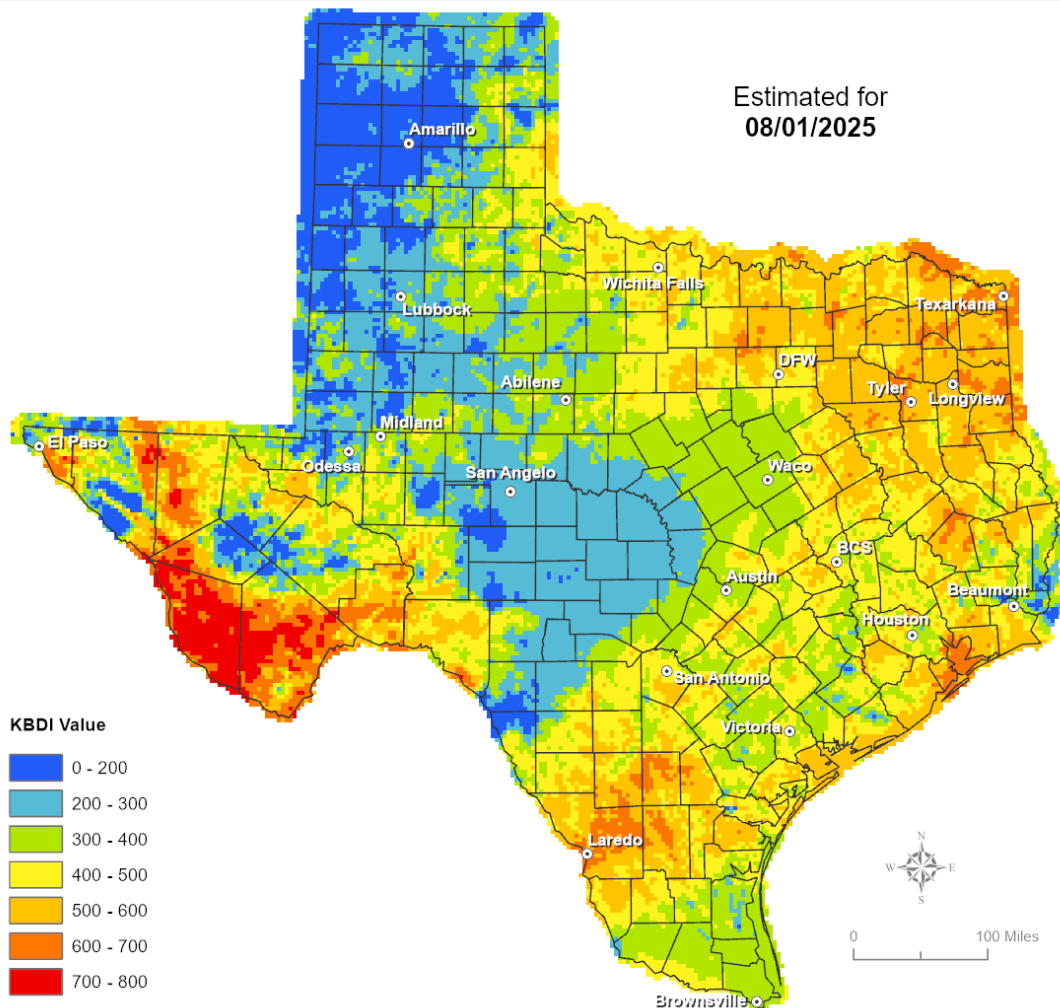 Estimated for
08/01/2025
Amarillo
Wichita Falls
Lubbock
Texarkana
DFW
Abilene
Tyler
Longview
Midland
El Paso
Odessa
San Angelo
Waco
BCS
Austin
Beaumont
Houston
San Antonio
Victoria
Laredo
Brownsville
KBDI Value
0 - 200
200 - 300
300 - 400
400 - 500
500 - 600
600 - 700
700 - 800
N
W
E
S
0
100 Miles